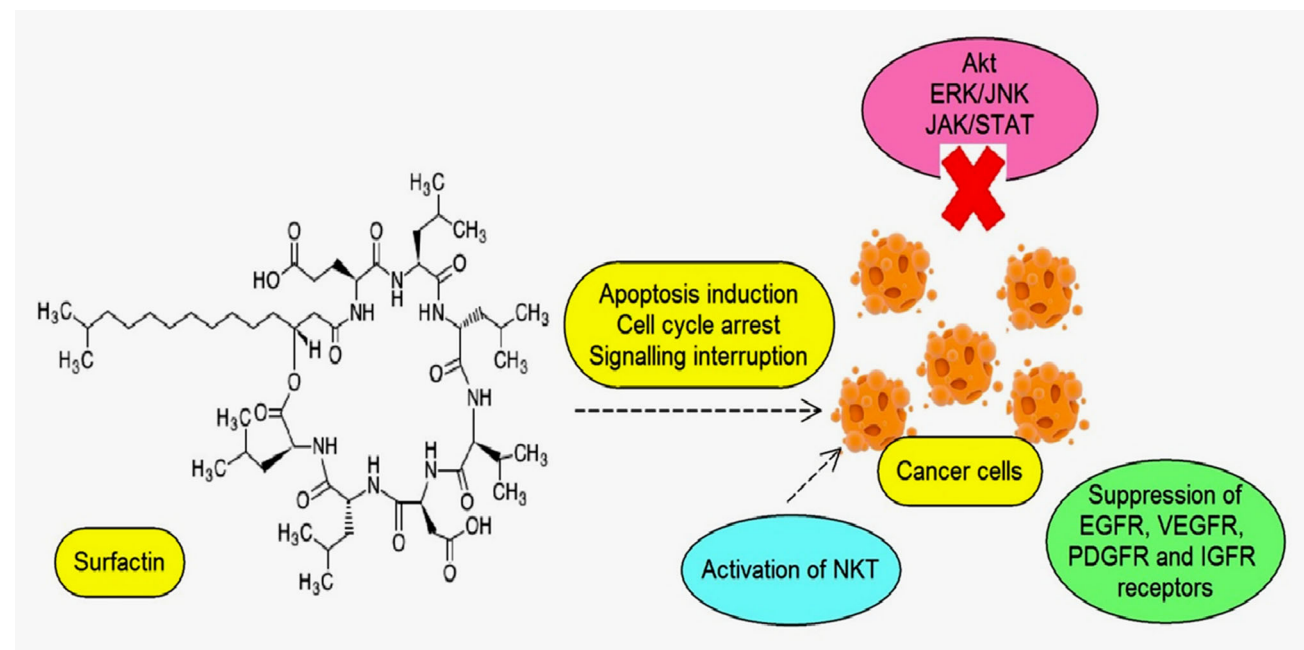 Akt
ERK/JNK
JAK/STAT
H₃C
CH₃
O
O
HO
N
H
O
NH
HN
CH₃
H₃C
H
O
CH₃
H₃C
O
O
NH
H₃C
O
NH
H₃C
H
N
H
N
O
CH₃
CH₃
O
O
O
OH
H₃C
O
H₃C
Apoptosis induction
Cell cycle arrest
Signalling interruption
Cancer cells
Suppression of
EGFR, VEGFR,
PDGFR and IGFR
receptors
Activation of NKT
Surfactin